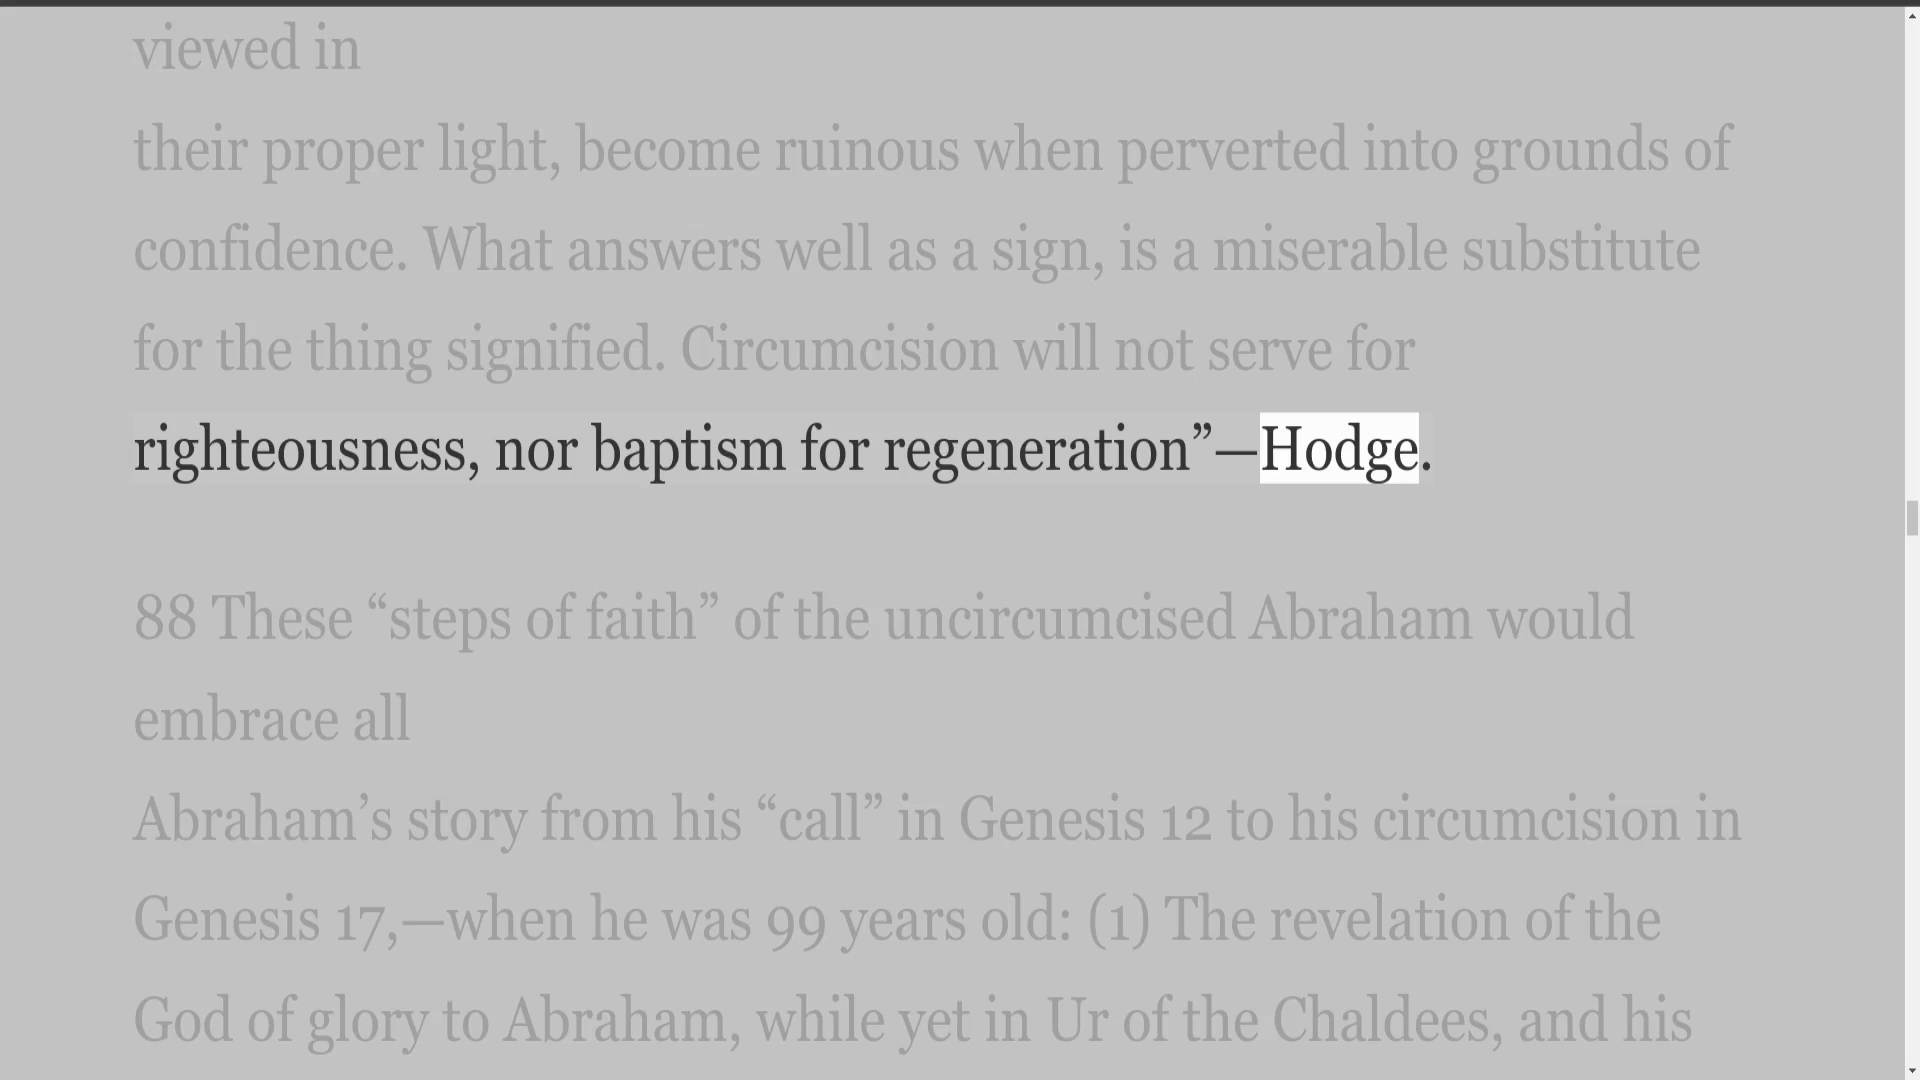 viewed in
their proper light, become ruinous when perverted into grounds of
confidence. What answers well as a sign, is a miserable substitute
for the thing signified. Circumcision will not serve for
righteousness, nor baptism for regeneration”—Hodge.
88 These “steps of faith” of the uncircumcised Abraham would
embrace all
Abraham’s story from his “call” in Genesis 12 to his circumcision in
Genesis 17,—when he was 99 years old: (1) The revelation of the
God of glory to Abraham, while yet in Ur of the Chaldees, and his